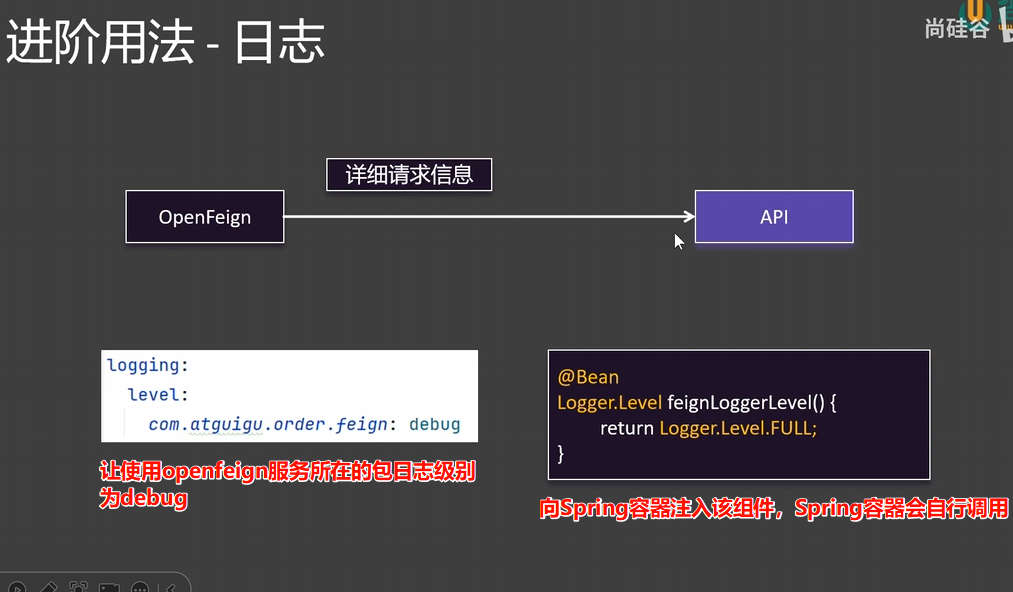 进阶用法 - 日志
尚硅谷
详细请求信息
OpenFeign
API
logging:
level:
com.atguigu.order.feign: debug
让使用openfeign服务所在的包日志级别
为debug
@Bean
Logger.Level feignLoggerLevel() {
return Logger.Level.FULL;
}
向Spring容器注入该组件，Spring容器会自行调用